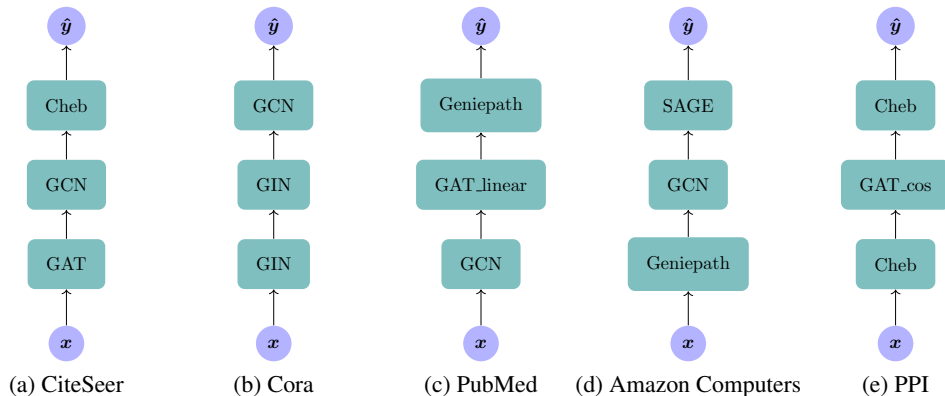 ŷ ŷ ŷ ŷ ŷ
Cheb GCN Geniepath SAGE Cheb
GCN GIN GAT_linear GCN GAT_cos
GAT GIN GCN Geniepath Cheb
x x x x x
(a) CiteSeer (b) Cora (c) PubMed (d) Amazon Computers (e) PPI